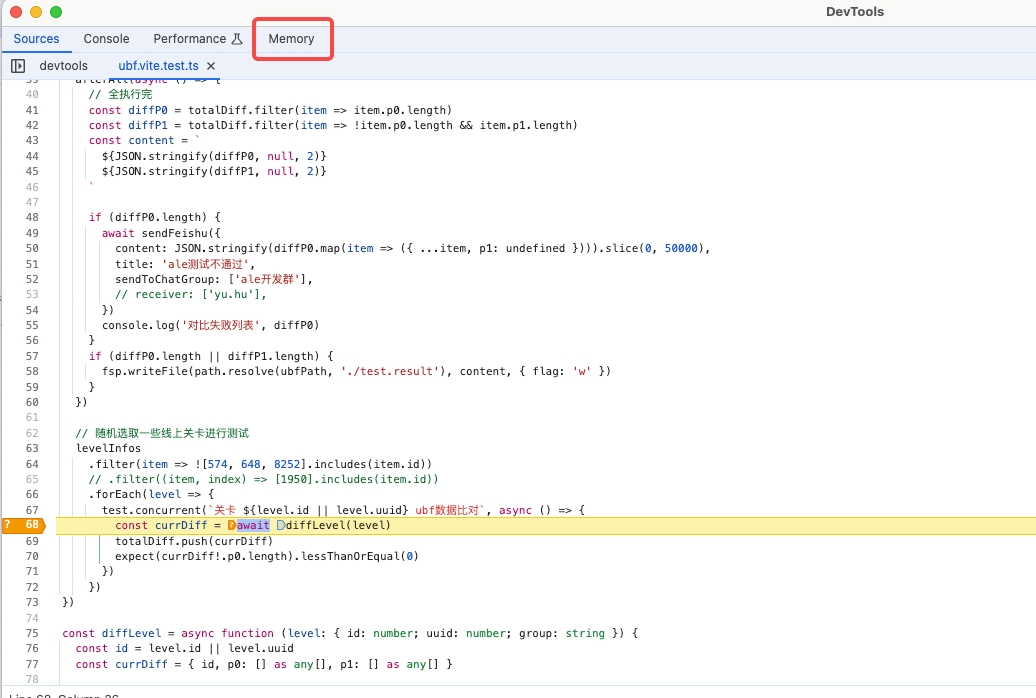 DevTools
Sources Console Performance Memory
devtools ubf.vite.test.ts ×
39 afterAll(async () => {
40 // 全执行完
41 const diffP0 = totalDiff.filter(item => item.p0.length)
42 const diffP1 = totalDiff.filter(item => !item.p0.length && item.p1.length)
43 const content = `
44 ${JSON.stringify(diffP0, null, 2)}
45 ${JSON.stringify(diffP1, null, 2)}
46 `
47
48 if (diffP0.length) {
49 await sendFeishu({
50 content: JSON.stringify(diffP0.map(item => ({ ...item, p1: undefined }))).slice(0, 50000),
51 title: 'ale测试不通过',
52 sendToChatGroup: ['ale开发群'],
53 // receiver: ['yu.hu'],
54 })
55 console.log('对比失败列表', diffP0)
56 }
57 if (diffP0.length || diffP1.length) {
58 fsp.writeFile(path.resolve(ubfPath, './test.result'), content, { flag: 'w' })
59 }
60 })
61
62 // 随机选取一些线上关卡进行测试
63 levelInfos
64 .filter(item => ![574, 648, 8252].includes(item.id))
65 // .filter((item, index) => [1950].includes(item.id))
66 .forEach(level => {
67 test.concurrent(`关卡 ${level.id || level.uuid} ubf数据比对`, async () => {
? 68 const currDiff = await diffLevel(level)
69 totalDiff.push(currDiff)
70 expect(currDiff!.p0.length).lessThanOrEqual(0)
71 })
72 })
73 })
74
75 const diffLevel = async function (level: { id: number; uuid: number; group: string }) {
76 const id = level.id || level.uuid
77 const currDiff = { id, p0: [] as any[], p1: [] as any[] }
78
Line 68, Column 26